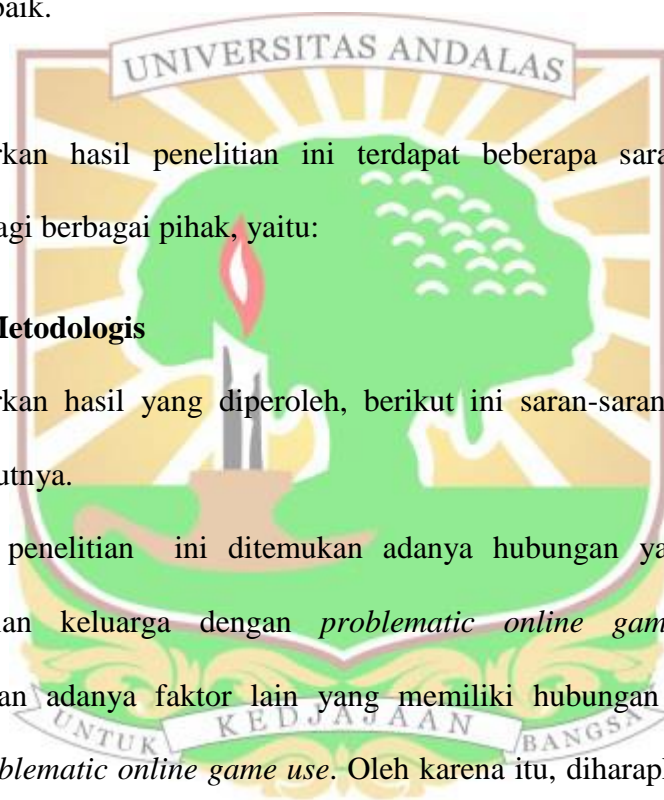 baik.
UNIVERSITAS ANDALAS
rkan hasil penelitian ini terdapat beberapa sara
agi berbagai pihak, yaitu:
Metodologis
rkan hasil yang diperoleh, berikut ini saran-saran
utnya.
penelitian ini ditemukan adanya hubungan ya
an keluarga dengan problematic online gam
an adanya faktor lain yang memiliki hubungan
UNTUK KEDJAJAAN BANGSA
blematic online game use. Oleh karena itu, diharapk